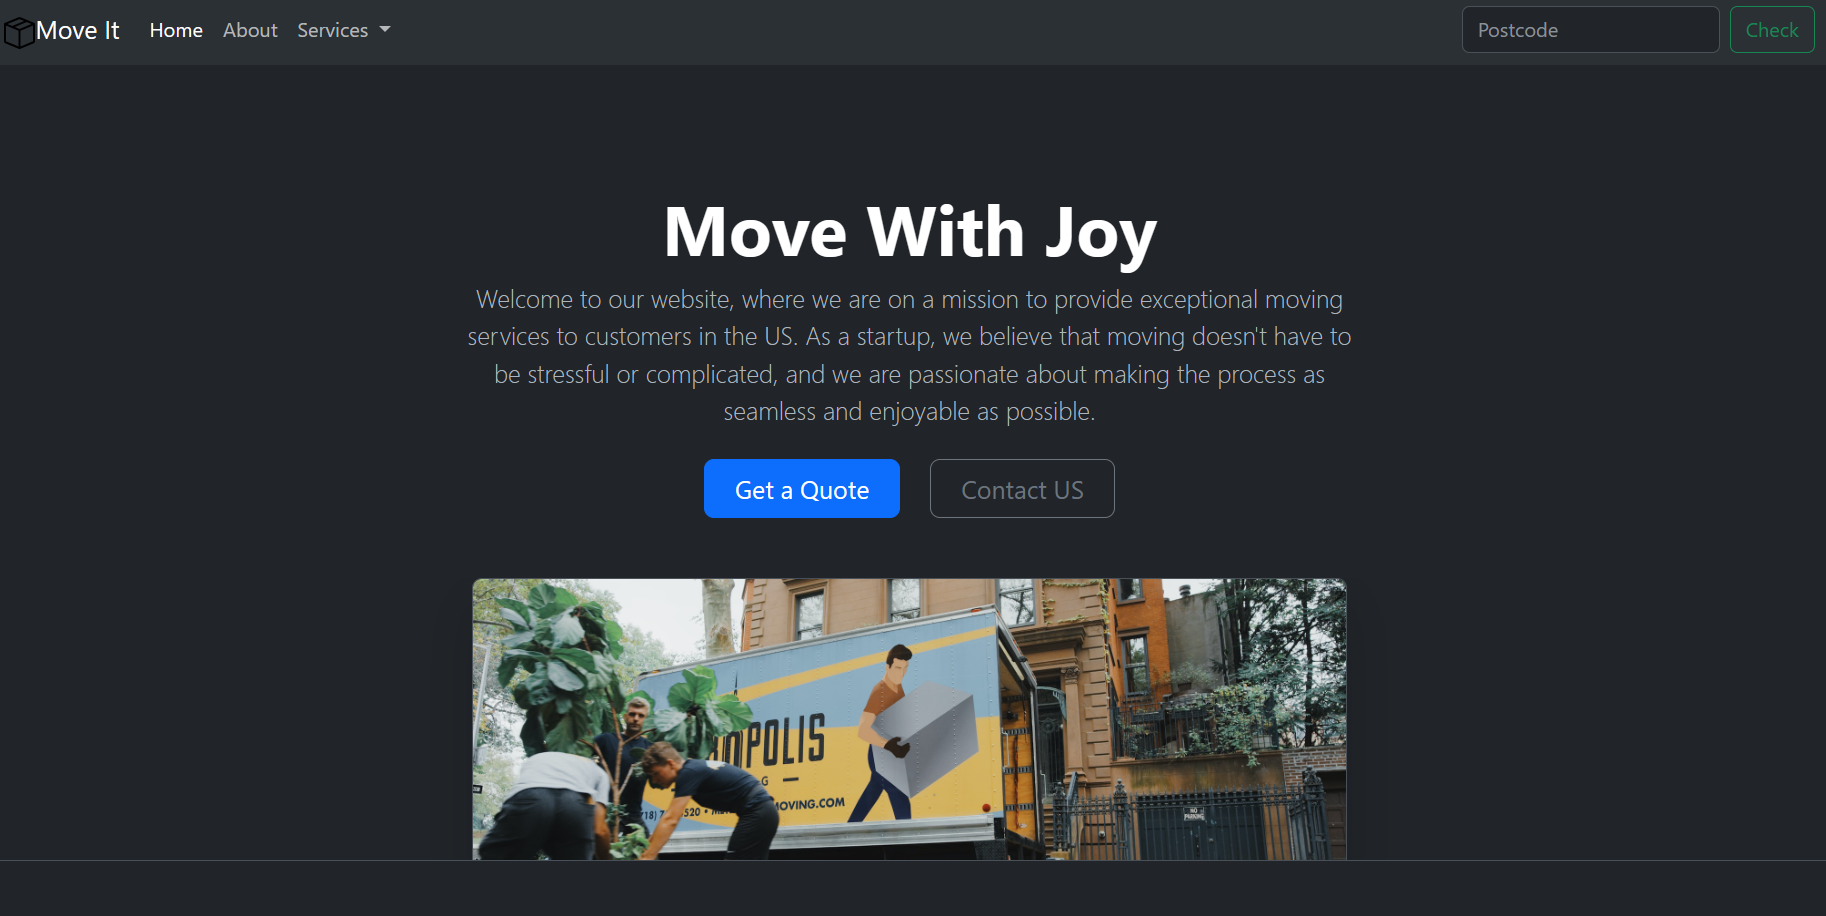 Move It
Home
About
Services
Postcode
Check
Move With Joy
Welcome to our website, where we are on a mission to provide exceptional moving
services to customers in the US. As a startup, we believe that moving doesn't have to
be stressful or complicated, and we are passionate about making the process as
seamless and enjoyable as possible.
Get a Quote
Contact US
POLIS
G
MOVING.COM
NO
PARKING